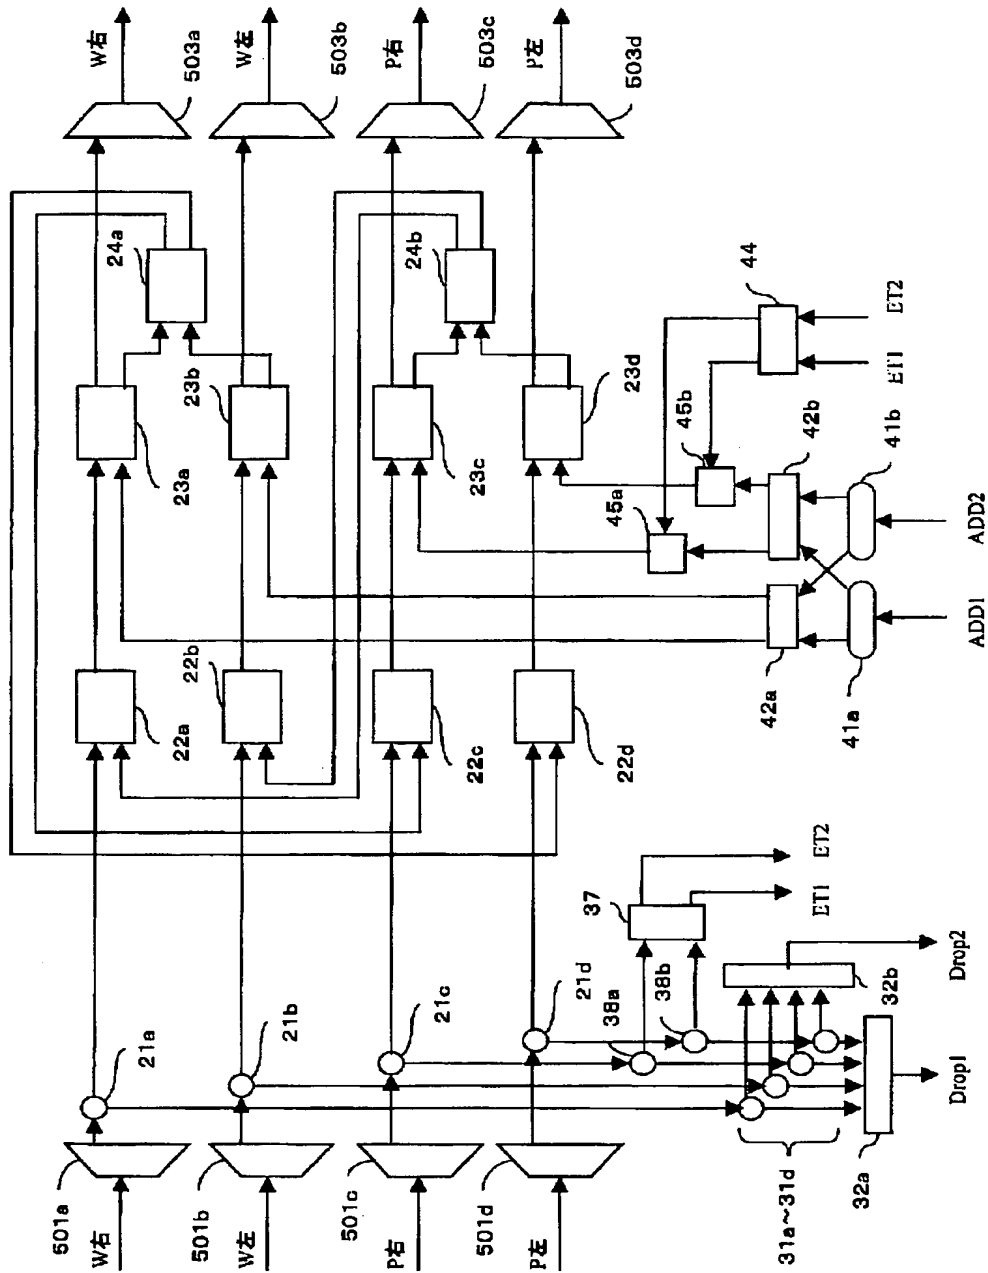 W右
W左
P右
P左
503a
503b
503c
503d
24a
24b
44
ET2
ET1
23a
23b
23c
23d
45a
45b
42b
41b
ADD2
ADD1
42a
41a
22a
22b
22c
22d
37
ET2
ET1
Drop2
Drop1
21a
21b
21c
21d
38a
38b
32b
31a~31d
32a
501a
501b
501c
501d
W右
W左
P右
P左